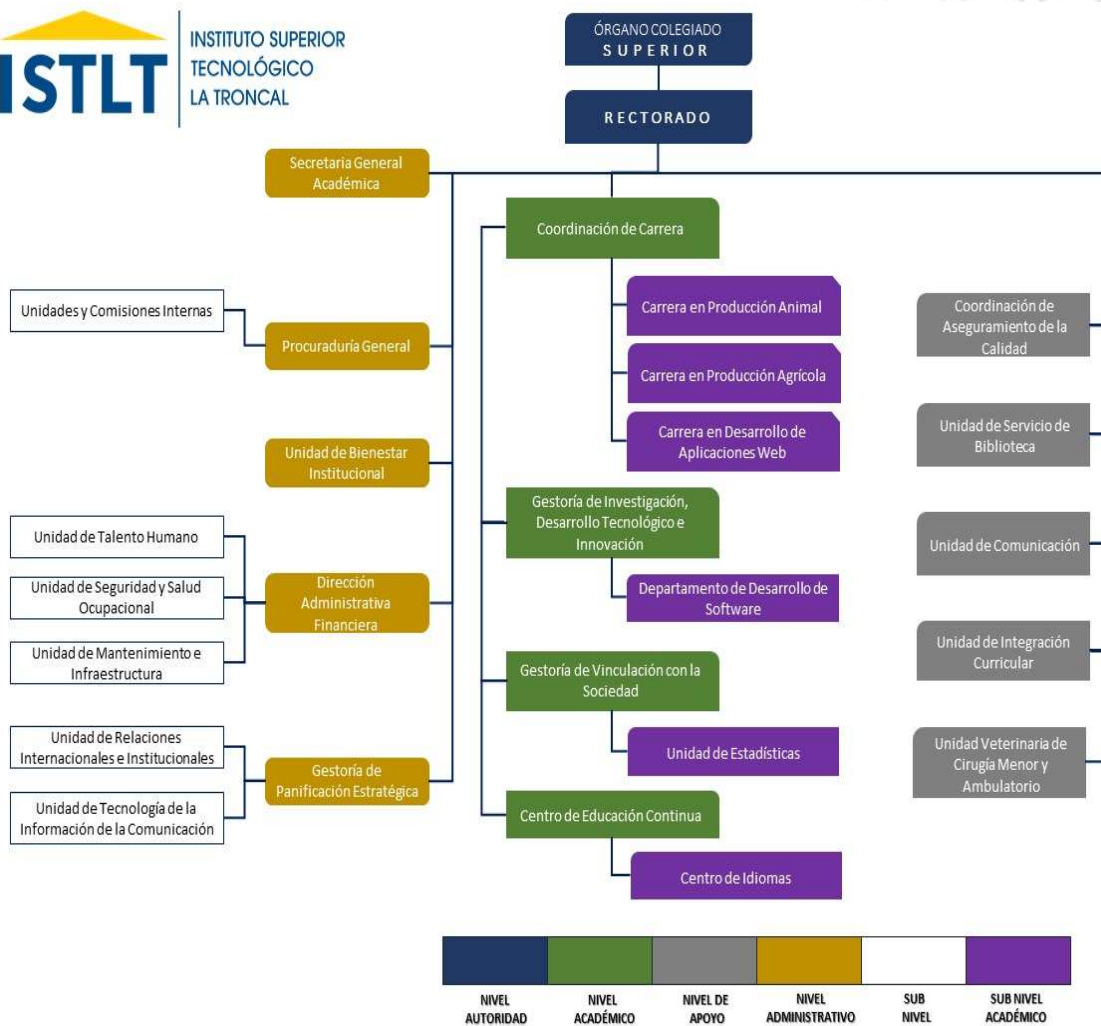 ISTLT
INSTITUTO SUPERIOR
TECNOLÓGICO
LA TRONCAL
ÓRGANO COLEGIADO
SUPERIOR
RECTORADO
Secretaria General
Académica
Procuraduría General
Unidades y Comisiones Internas
Unidad de Bienestar
Institucional
Dirección
Administrativa
Financiera
Unidad de Talento Humano
Unidad de Seguridad y Salud
Ocupacional
Unidad de Mantenimiento e
Infraestructura
Gestoría de
Panificación Estratégica
Unidad de Relaciones
Internacionales e Institucionales
Unidad de Tecnología de la
Información de la Comunicación
Coordinación de Carrera
Carrera en Producción Animal
Carrera en Producción Agrícola
Carrera en Desarrollo de
Aplicaciones Web
Gestoría de Investigación,
Desarrollo Tecnológico e
Innovación
Departamento de Desarrollo de
Software
Gestoría de Vinculación con la
Sociedad
Unidad de Estadísticas
Centro de Educación Continua
Centro de Idiomas
Coordinación de
Aseguramiento de la
Calidad
Unidad de Servicio de
Biblioteca
Unidad de Comunicación
Unidad de Integración
Curricular
Unidad Veterinaria de
Cirugía Menor y
Ambulatorio
NIVEL
AUTORIDAD
NIVEL
ACADÉMICO
NIVEL DE
APOYO
NIVEL
ADMINISTRATIVO
SUB
NIVEL
SUB NIVEL
ACADÉMICO